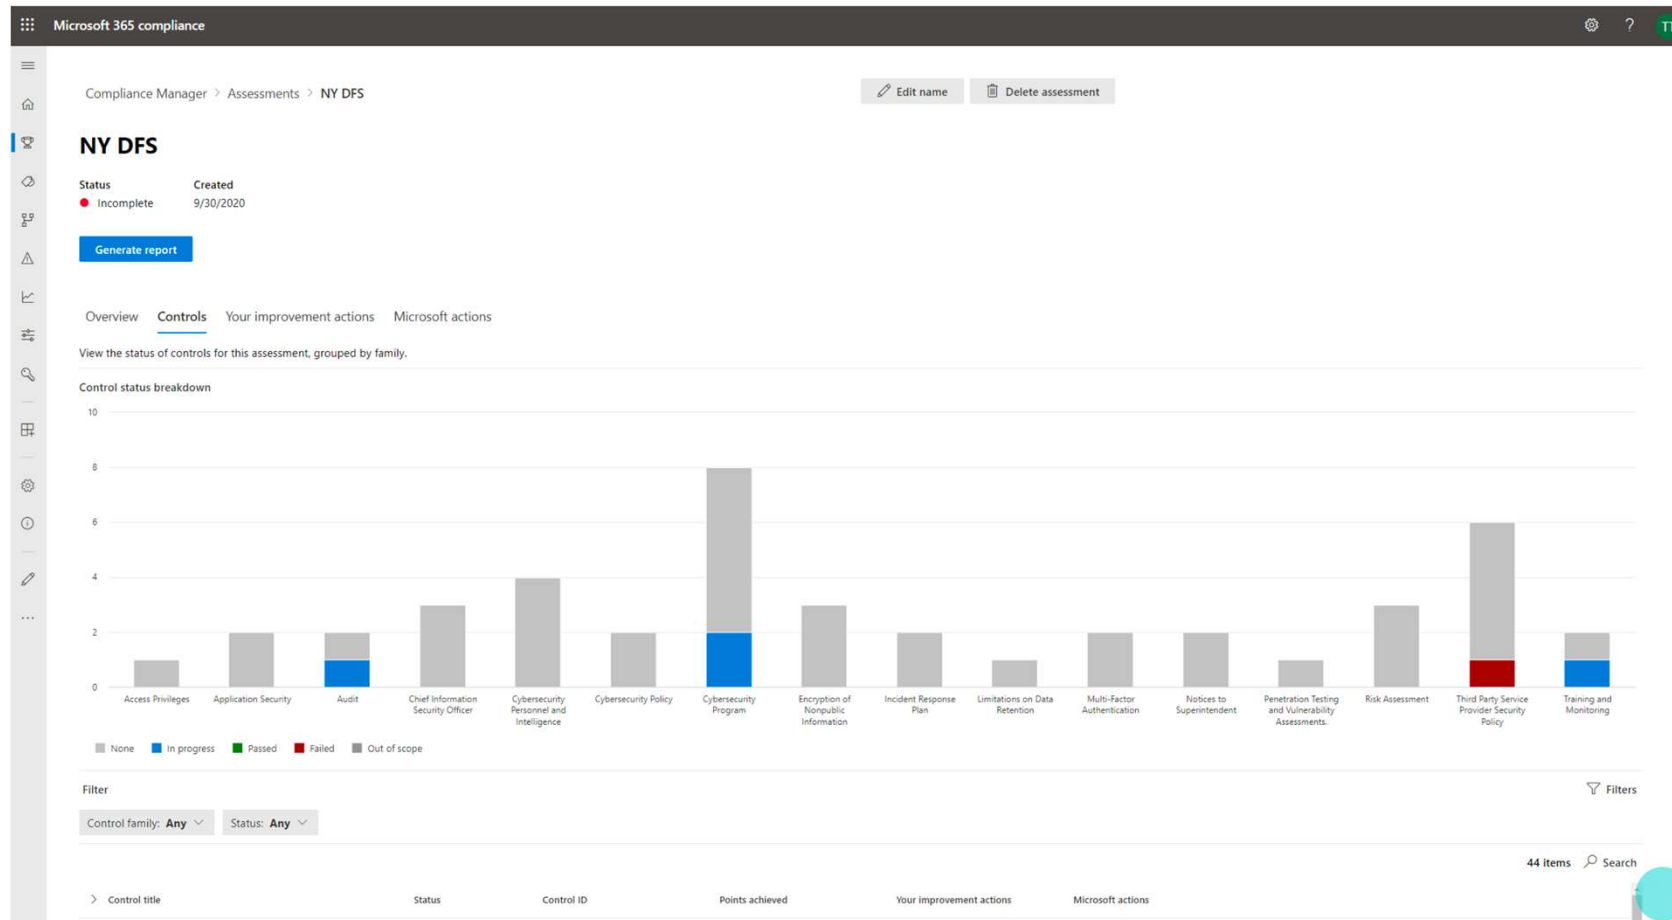 Microsoft 365 compliance
?
Compliance Manager > Assessments > NY DFS
Edit name
Delete assessment
NY DFS
Status
Created
Incomplete
9/30/2020
Generate report
Overview
Controls
Your improvement actions
Microsoft actions
View the status of controls for this assessment, grouped by family.
Control status breakdown
10
8
6
4
2
0
Access Privileges
Application Security
Audit
Chief Information
Security Officer
Cybersecurity
Personnel and
Intelligence
Cybersecurity Policy
Cybersecurity
Program
Encryption of
Nonpublic
Information
Incident Response
Plan
Limitations on Data
Retention
Multi-Factor
Authentication
Notices to
Superintendent
Penetration Testing
and Vulnerability
Assessments.
Risk Assessment
Third Party Service
Provider Security
Policy
Training and
Monitoring
None
In progress
Passed
Failed
Out of scope
Filter
Filters
Control family: Any
Status: Any
44 items
Search
Control title
Status
Control ID
Points achieved
Your improvement actions
Microsoft actions